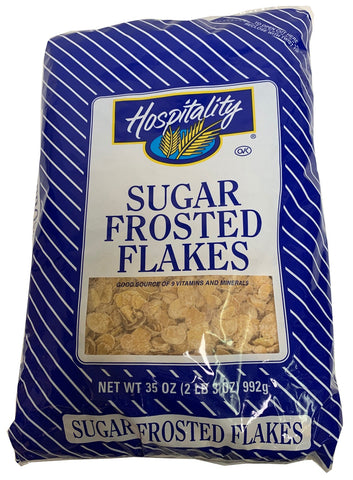 Hospitality
®
OVK
SUGAR
FROSTED
FLAKES
GOOD SOURCE OF 9 VITAMINS AND MINERALS
NET WT 35 OZ (2 LB 3 OZ) 992g
SUGAR FROSTED FLAKES